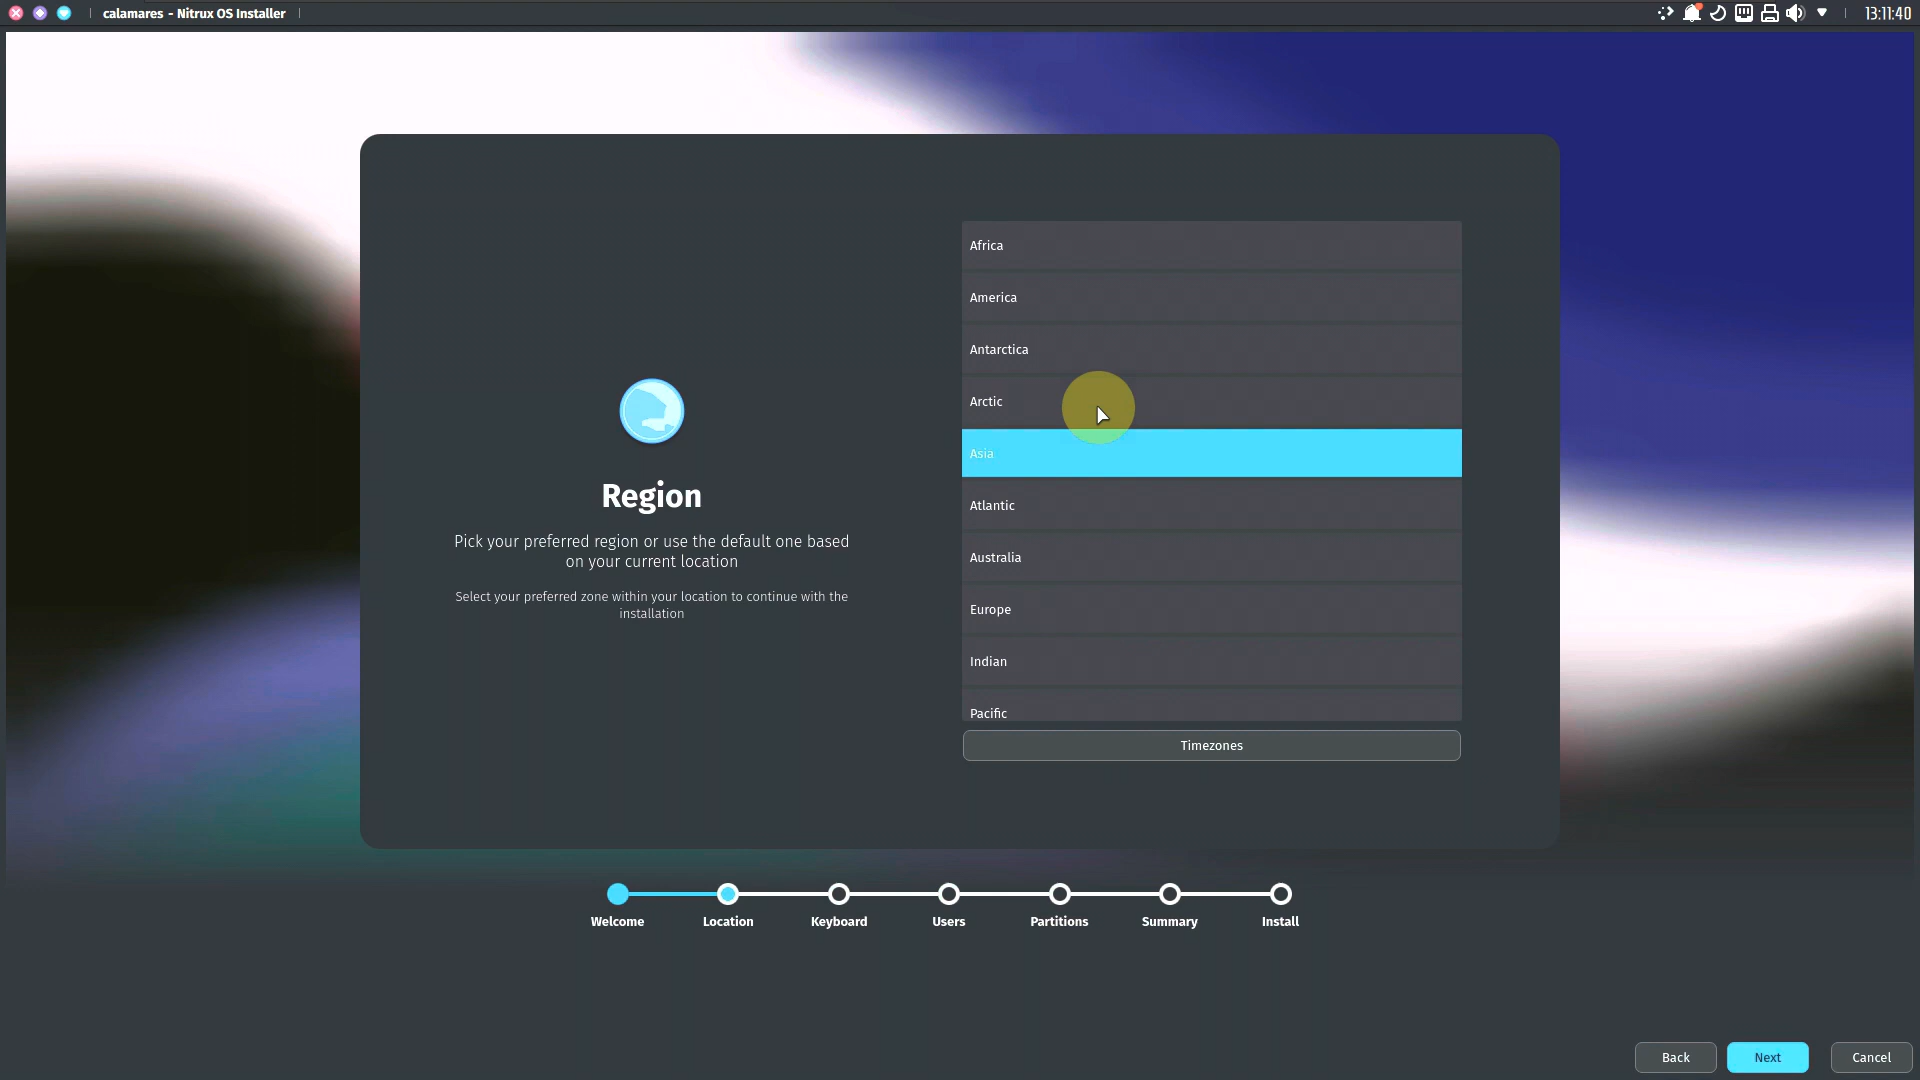 calamares - Nitrux OS Installer
13:11:40
Region
Pick your preferred region or use the default one based
on your current location
Select your preferred zone within your location to continue with the
installation
Africa
America
Antarctica
Arctic
Asia
Atlantic
Australia
Europe
Indian
Pacific
Timezones
Welcome
Location
Keyboard
Users
Partitions
Summary
Install
Back
Next
Cancel